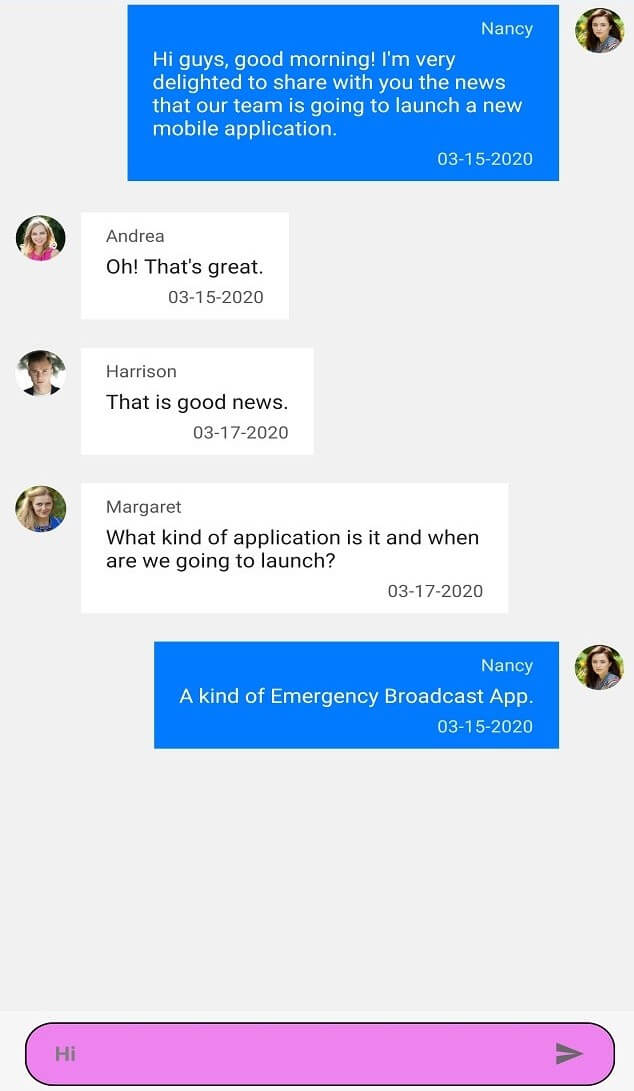 Nancy
Hi guys, good morning! I'm very
delighted to share with you the news
that our team is going to launch a new
mobile application.
03-15-2020
Andrea
Oh! That's great.
03-15-2020
Harrison
That is good news.
03-17-2020
Margaret
What kind of application is it and when
are we going to launch?
03-17-2020
Nancy
A kind of Emergency Broadcast App.
03-15-2020
Hi